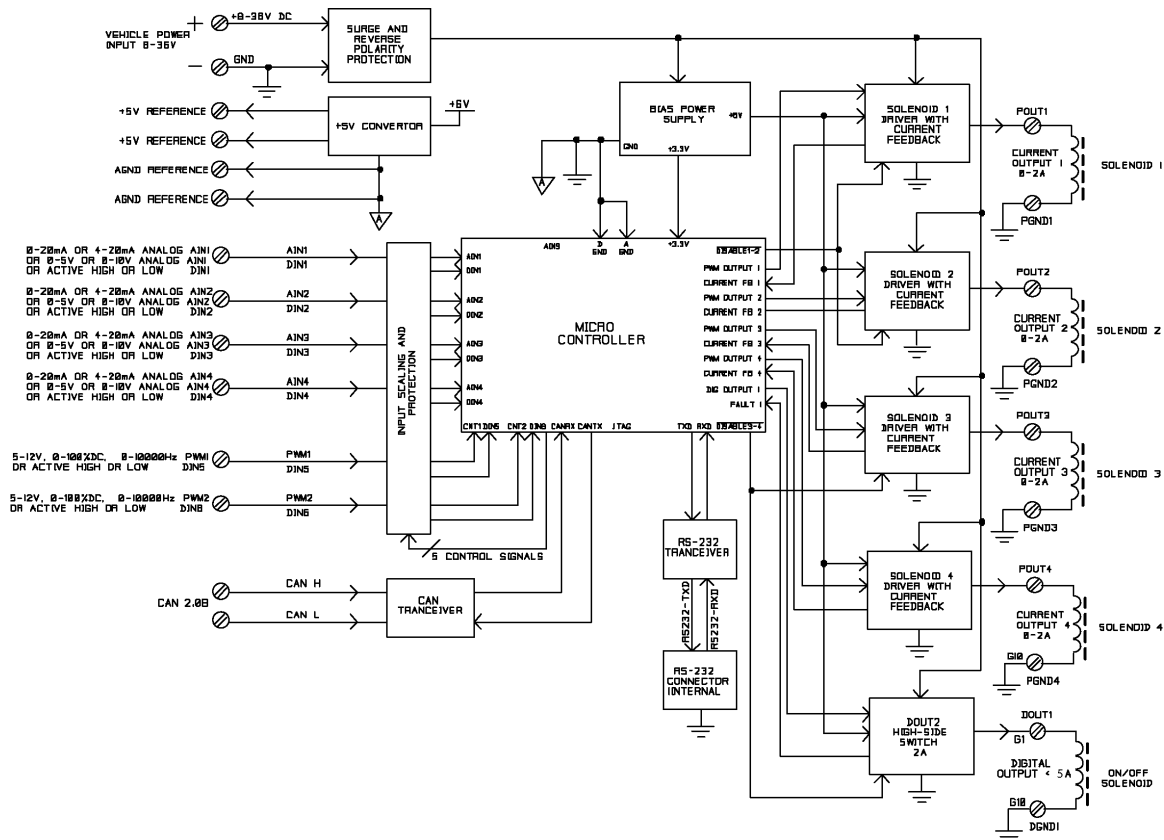 VEHICLE POWER
INPUT 8-36V
+
+8-36V DC
-
GND
SURGE AND
REVERSE
POLARITY
PROTECTION
+5V REFERENCE
+5V REFERENCE
AGND REFERENCE
AGND REFERENCE
+5V CONVERTOR
+6V
A
BIAS POWER
SUPPLY
+6V
GND
+3.3V
A
0-20mA OR 4-20mA ANALOG AIN1
OR 0-5V OR 0-10V ANALOG AIN1
OR ACTIVE HIGH OR LOW DIN1
AIN1
DIN1
0-20mA OR 4-20mA ANALOG AIN2
OR 0-5V OR 0-10V ANALOG AIN2
OR ACTIVE HIGH OR LOW DIN2
AIN2
DIN2
0-20mA OR 4-20mA ANALOG AIN3
OR 0-5V OR 0-10V ANALOG AIN3
OR ACTIVE HIGH OR LOW DIN3
AIN3
DIN3
0-20mA OR 4-20mA ANALOG AIN4
OR 0-5V OR 0-10V ANALOG AIN4
OR ACTIVE HIGH OR LOW DIN4
AIN4
DIN4
5-12V, 0-100%DC, 0-10000Hz PWM1
OR ACTIVE HIGH OR LOW DIN5
PWM1
DIN5
5-12V, 0-100%DC, 0-10000Hz PWM2
OR ACTIVE HIGH OR LOW DIN6
PWM2
DIN6
INPUT SCALING AND
PROTECTION
5 CONTROL SIGNALS
CAN 2.0B
CAN H
CAN L
CAN
TRANCEIVER
D
GND
A
GND
+3.3V
AIN1
DIN1
AIN2
DIN2
AIN3
DIN3
AIN4
DIN4
MICRO
CONTROLLER
DISABLE1-2
PWM OUTPUT 1
CURRENT FB 1
PWM OUTPUT 2
CURRENT FB 2
PWM OUTPUT 3
CURRENT FB 3
PWM OUTPUT 4
CURRENT FB 4
DIG OUTPUT 1
FAULT 1
CNT1 DIN5 CNT2 DIN6 CANRX CANTX JTAG TXD RXD DISABLE3-4
RS-232
TRANCEIVER
RS232-TXD
RS232-RXD
RS-232
CONNECTOR
INTERNAL
SOLENOID 1
DRIVER WITH
CURRENT
FEEDBACK
POUT1
CURRENT
OUTPUT 1
0-2A
PGND1
SOLENOID 1
SOLENOID 2
DRIVER WITH
CURRENT
FEEDBACK
POUT2
CURRENT
OUTPUT 2
0-2A
PGND2
SOLENOID 2
SOLENOID 3
DRIVER WITH
CURRENT
FEEDBACK
POUT3
CURRENT
OUTPUT 3
0-2A
PGND3
SOLENOID 3
SOLENOID 4
DRIVER WITH
CURRENT
FEEDBACK
POUT4
CURRENT
OUTPUT 4
0-2A
G10
PGND4
SOLENOID 4
DOUT2
HIGH-SIDE
SWITCH
2A
DOUT1
G1
DIGITAL
OUTPUT < 5A
G10
DGND1
ON/OFF
SOLENOID